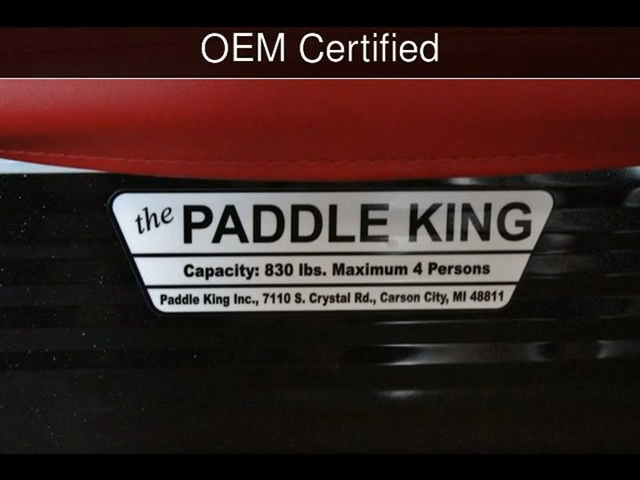 OEM Certified
the PADDLE KING
Capacity: 830 lbs. Maximum 4 Persons
Paddle King Inc., 7110 S. Crystal Rd., Carson City, MI 48811